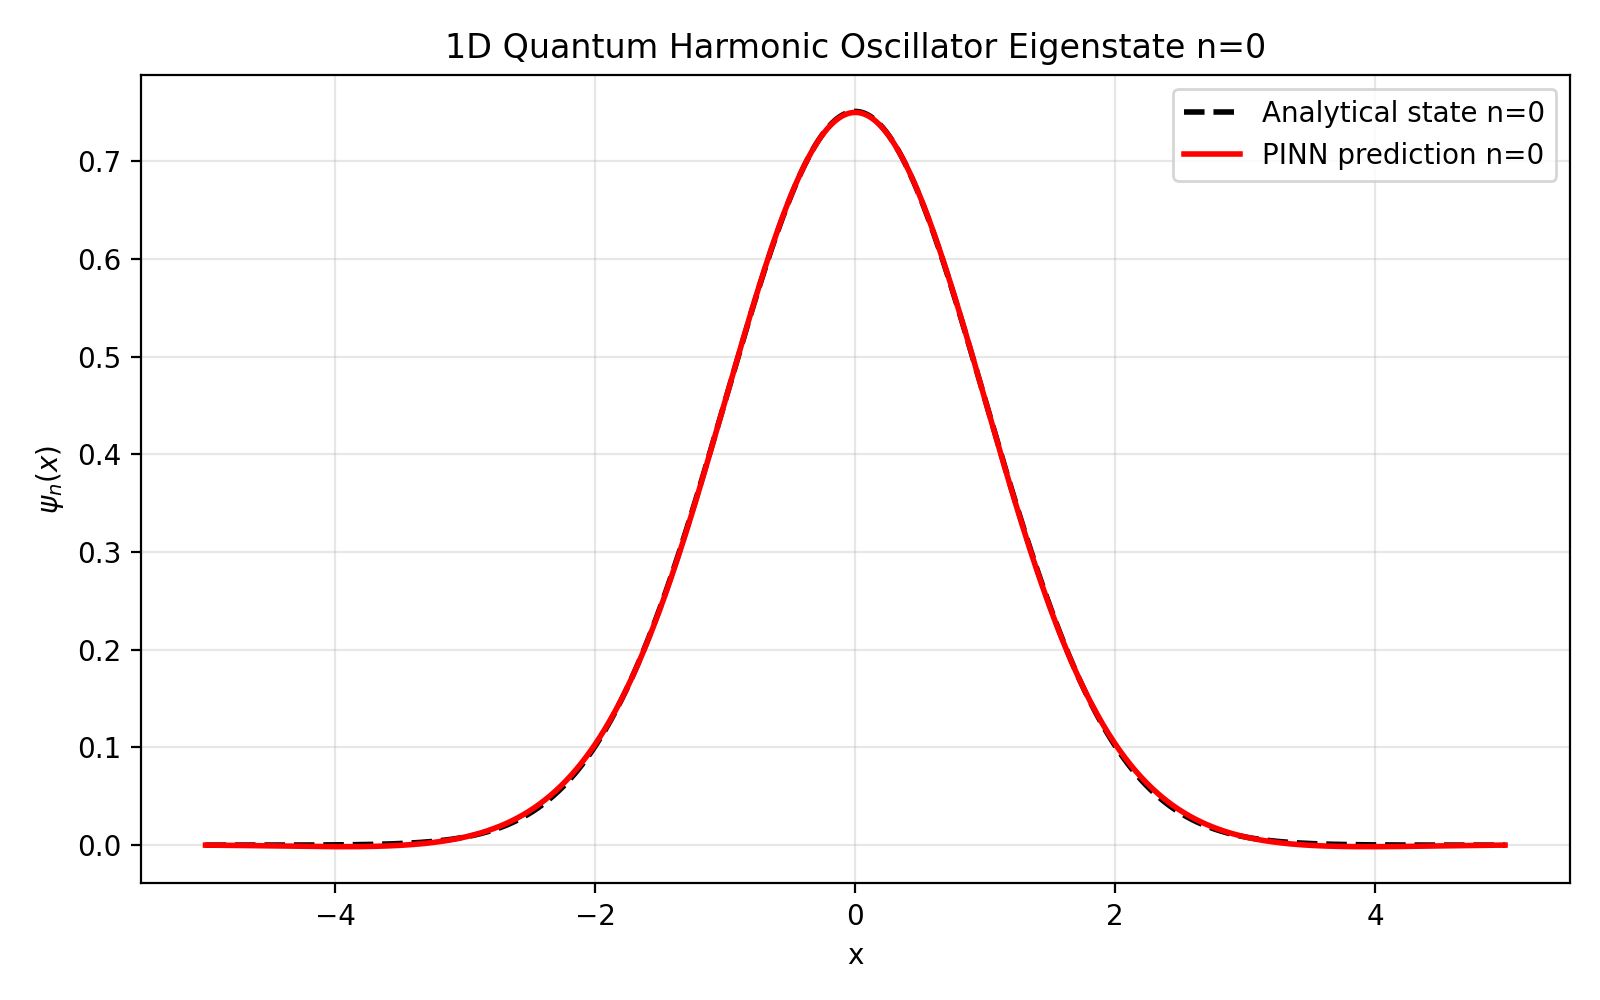 1D Quantum Harmonic Oscillator Eigenstate n=0
Analytical state n=0
PINN prediction n=0
0.7
0.6
0.5
0.4
0.3
0.2
0.1
0.0
ψₙ(x)
−4
−2
0
2
4
x